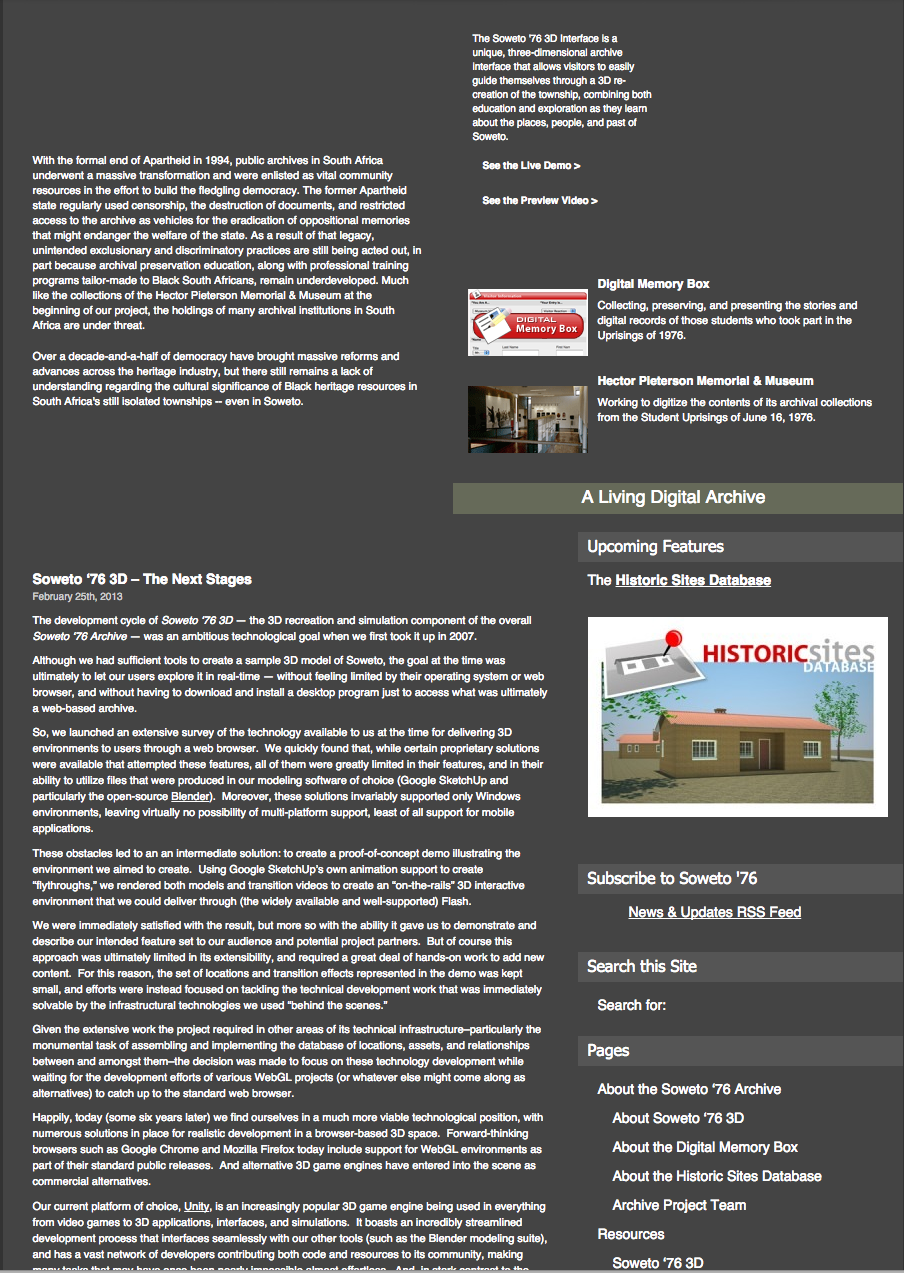 The Soweto '76 3D Interface is a
unique, three-dimensional archive
interface that allows visitors to easily
guide themselves through a 3D re-
creation of the township, combining both
education and exploration as they learn
about the places, people, and past of
Soweto.
See the Live Demo >
See the Preview Video >
With the formal end of Apartheid in 1994, public archives in South Africa
underwent a massive transformation and were enlisted as vital community
resources in the effort to build the fledgling democracy. The former Apartheid
state regularly used censorship, the destruction of documents, and restricted
access to the archive as vehicles for the eradication of oppositional memories
that might endanger the welfare of the state. As a result of that legacy,
unintended exclusionary and discriminatory practices are still being acted out, in
part because archival preservation education, along with professional training
programs tailor-made to Black South Africans, remain underdeveloped. Much
like the collections of the Hector Pieterson Memorial & Museum at the
beginning of our project, the holdings of many archival institutions in South
Africa are under threat.
Over a decade-and-a-half of democracy have brought massive reforms and
advances across the heritage industry, but there still remains a lack of
understanding regarding the cultural significance of Black heritage resources in
South Africa's still isolated townships -- even in Soweto.
DIGITAL
Memory Box
Digital Memory Box
Collecting, preserving, and presenting the stories and
digital records of those students who took part in the
Uprisings of 1976.
Hector Pieterson Memorial & Museum
Working to digitize the contents of its archival collections
from the Student Uprisings of June 16, 1976.
A Living Digital Archive
Soweto '76 3D – The Next Stages
February 25th, 2013
The development cycle of Soweto '76 3D — the 3D recreation and simulation component of the overall
Soweto '76 Archive — was an ambitious technological goal when we first took it up in 2007.
Although we had sufficient tools to create a sample 3D model of Soweto, the goal at the time was
ultimately to let our users explore it in real-time — without feeling limited by their operating system or web
browser, and without having to download and install a desktop program just to access what was ultimately
a web-based archive.
So, we launched an extensive survey of the technology available to us at the time for delivering 3D
environments to users through a web browser.  We quickly found that, while certain proprietary solutions
were available that attempted these features, all of them were greatly limited in their features, and in their
ability to utilize files that were produced in our modeling software of choice (Google SketchUp and
particularly the open-source Blender).  Moreover, these solutions invariably supported only Windows
environments, leaving virtually no possibility of multi-platform support, least of all support for mobile
applications.
These obstacles led to an an intermediate solution: to create a proof-of-concept demo illustrating the
environment we aimed to create.  Using Google SketchUp's own animation support to create
"flythroughs," we rendered both models and transition videos to create an "on-the-rails" 3D interactive
environment that we could deliver through (the widely available and well-supported) Flash.
We were immediately satisfied with the result, but more so with the ability it gave us to demonstrate and
describe our intended feature set to our audience and potential project partners.  But of course this
approach was ultimately limited in its extensibility, and required a great deal of hands-on work to add new
content.  For this reason, the set of locations and transition effects represented in the demo was kept
small, and efforts were instead focused on tackling the technical development work that was immediately
solvable by the infrastructural technologies we used "behind the scenes."
Given the extensive work the project required in other areas of its technical infrastructure–particularly the
monumental task of assembling and implementing the database of locations, assets, and relationships
between and amongst them–the decision was made to focus on these technology development while
waiting for the development efforts of various WebGL projects (or whatever else might come along as
alternatives) to catch up to the standard web browser.
Happily, today (some six years later) we find ourselves in a much more viable technological position, with
numerous solutions in place for realistic development in a browser-based 3D space.  Forward-thinking
browsers such as Google Chrome and Mozilla Firefox today include support for WebGL environments as
part of their standard public releases.  And alternative 3D game engines have entered into the scene as
commercial alternatives.
Our current platform of choice, Unity, is an increasingly popular 3D game engine being used in everything
from video games to 3D applications, interfaces, and simulations.  It boasts an incredibly streamlined
development process that interfaces seamlessly with our other tools (such as the Blender modeling suite),
and has a vast network of developers contributing both code and resources to its community, making
many tasks that may have once been nearly impossible almost effortless.  And, in stark contrast to the
Upcoming Features
The Historic Sites Database
HISTORICsites
DATABASE
Subscribe to Soweto '76
News & Updates RSS Feed
Search this Site
Search for:
Pages
About the Soweto '76 Archive
About Soweto '76 3D
About the Digital Memory Box
About the Historic Sites Database
Archive Project Team
Resources
Soweto '76 3D